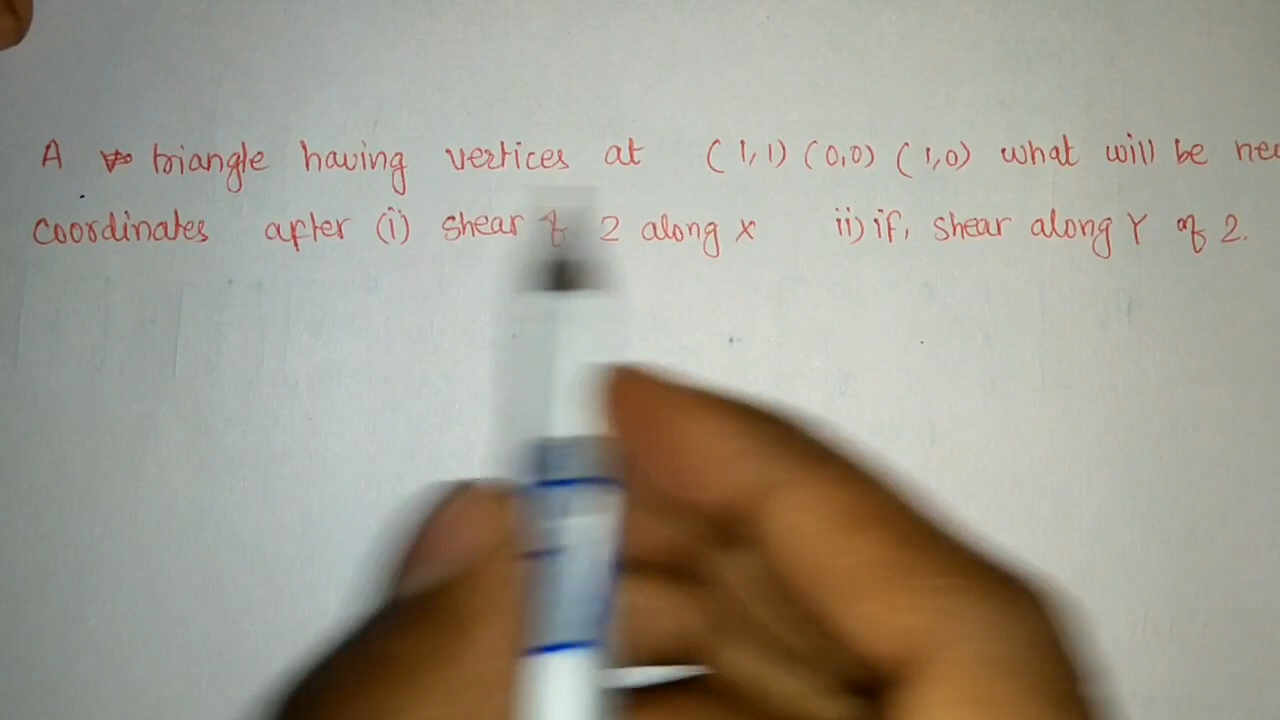 A triangle having vertices at (1,1) (0,0) (1,0) what will be
coordinates after (i) shear of 2 along X ii) if, shear along Y of 2.